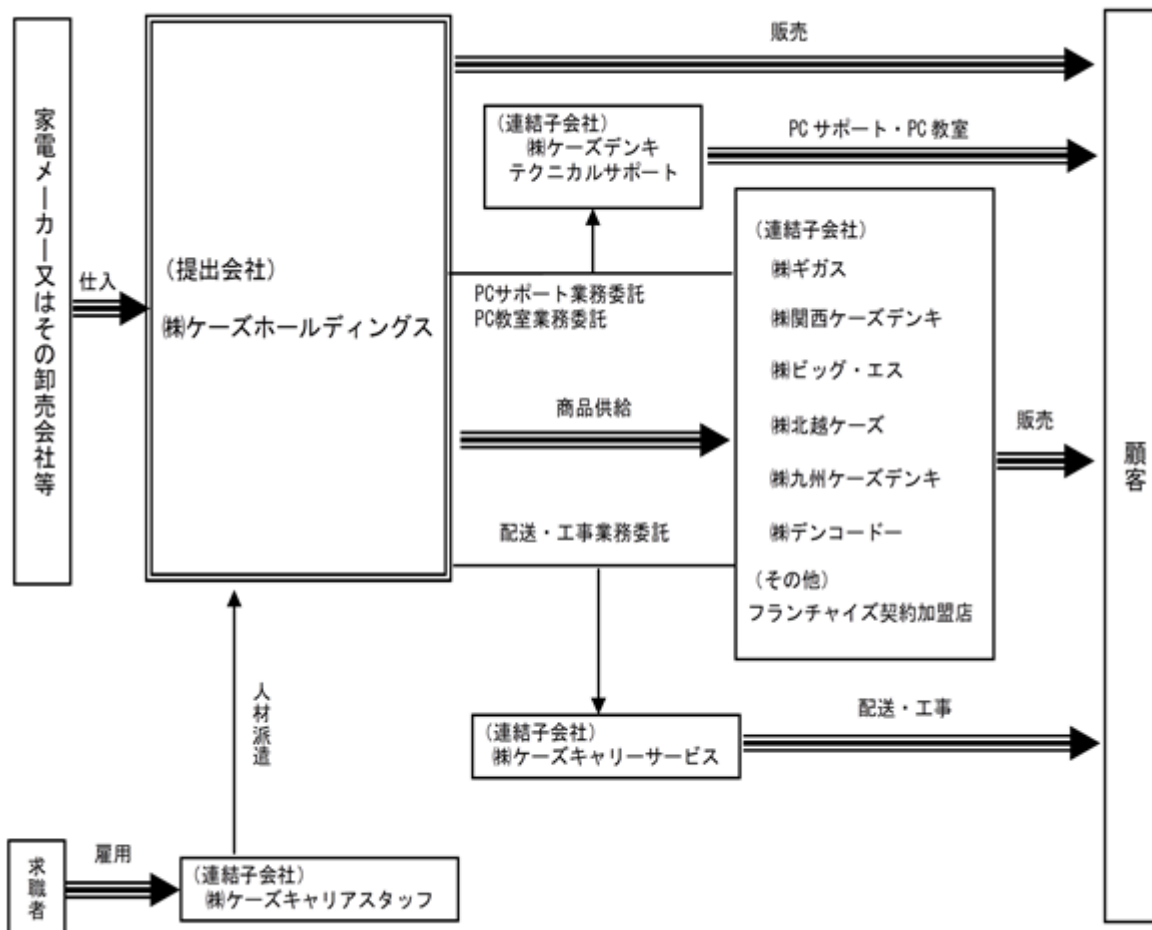 家電メーカー又はその卸売会社等
仕入
（提出会社）
㈱ケーズホールディングス
販売
（連結子会社）
㈱ケーズデンキ
テクニカルサポート
PCサポート・PC教室
PCサポート業務委託
PC教室業務委託
商品供給
配送・工事業務委託
（連結子会社）
㈱ギガス
㈱関西ケーズデンキ
㈱ビッグ・エス
㈱北越ケーズ
㈱九州ケーズデンキ
㈱デンコードー
（その他）
フランチャイズ契約加盟店
販売
顧客
人材派遣
（連結子会社）
㈱ケーズキャリーサービス
配送・工事
求職者
雇用
（連結子会社）
㈱ケーズキャリアスタッフ